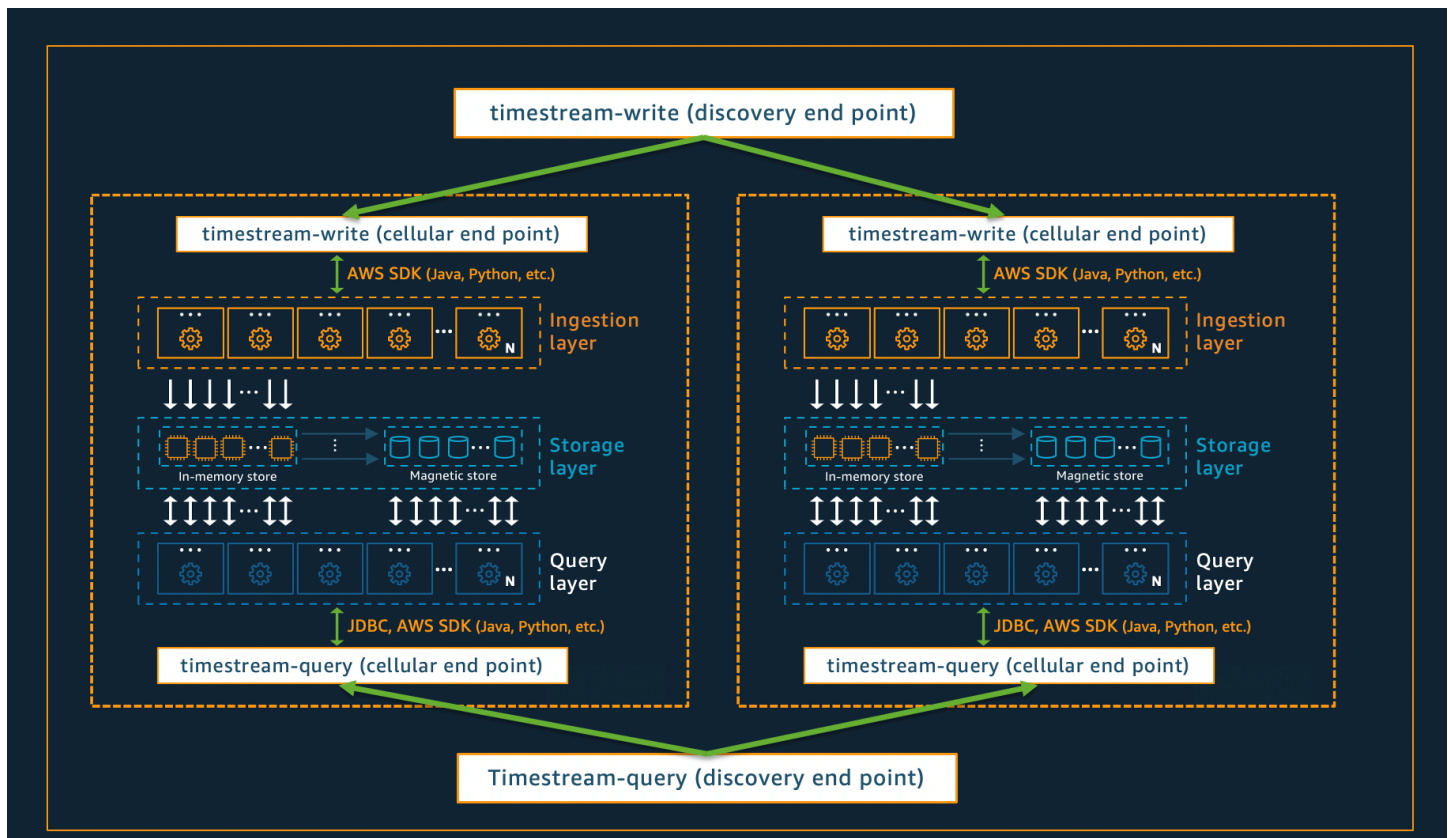 timestream-write (discovery end point)
timestream-write (cellular end point)
AWS SDK (Java, Python, etc.)
N
Ingestion
layer
In-memory store
Magnetic store
Storage
layer
N
Query
layer
JDBC, AWS SDK (Java, Python, etc.)
timestream-query (cellular end point)
timestream-write (cellular end point)
AWS SDK (Java, Python, etc.)
N
Ingestion
layer
In-memory store
Magnetic store
Storage
layer
N
Query
layer
JDBC, AWS SDK (Java, Python, etc.)
timestream-query (cellular end point)
Timestream-query (discovery end point)